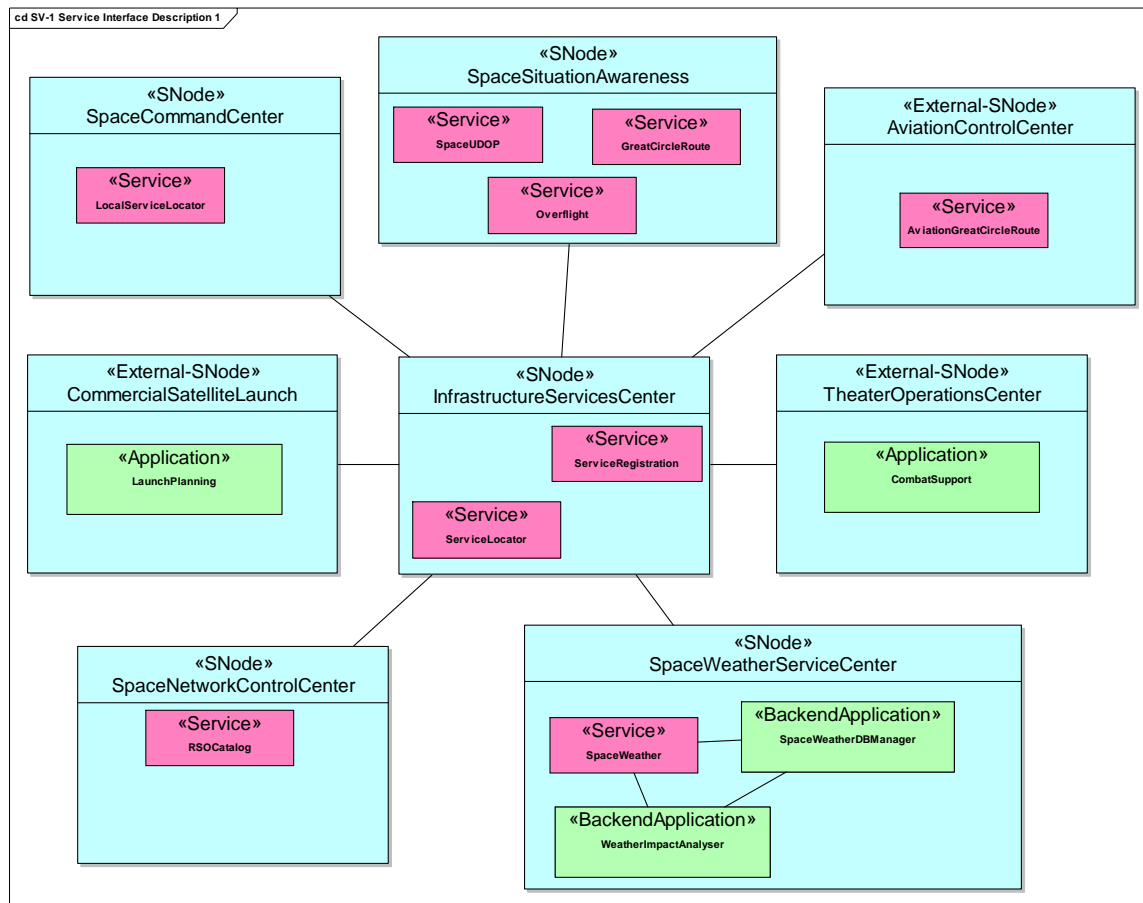 cd SV-1 Service Interface Description 1
«SNode»
SpaceCommandCenter
«Service»
LocalServiceLocator
«SNode»
SpaceSituationAwareness
«Service»
SpaceUDOP
«Service»
GreatCircleRoute
«Service»
Overflight
«External-SNode»
AviationControlCenter
«Service»
AviationGreatCircleRoute
«External-SNode»
CommercialSatelliteLaunch
«Application»
LaunchPlanning
«SNode»
InfrastructureServicesCenter
«Service»
ServiceRegistration
«Service»
ServiceLocator
«External-SNode»
TheaterOperationsCenter
«Application»
CombatSupport
«SNode»
SpaceNetworkControlCenter
«Service»
RSOCatalog
«SNode»
SpaceWeatherServiceCenter
«Service»
SpaceWeather
«BackendApplication»
SpaceWeatherDBManager
«BackendApplication»
WeatherImpactAnalyser